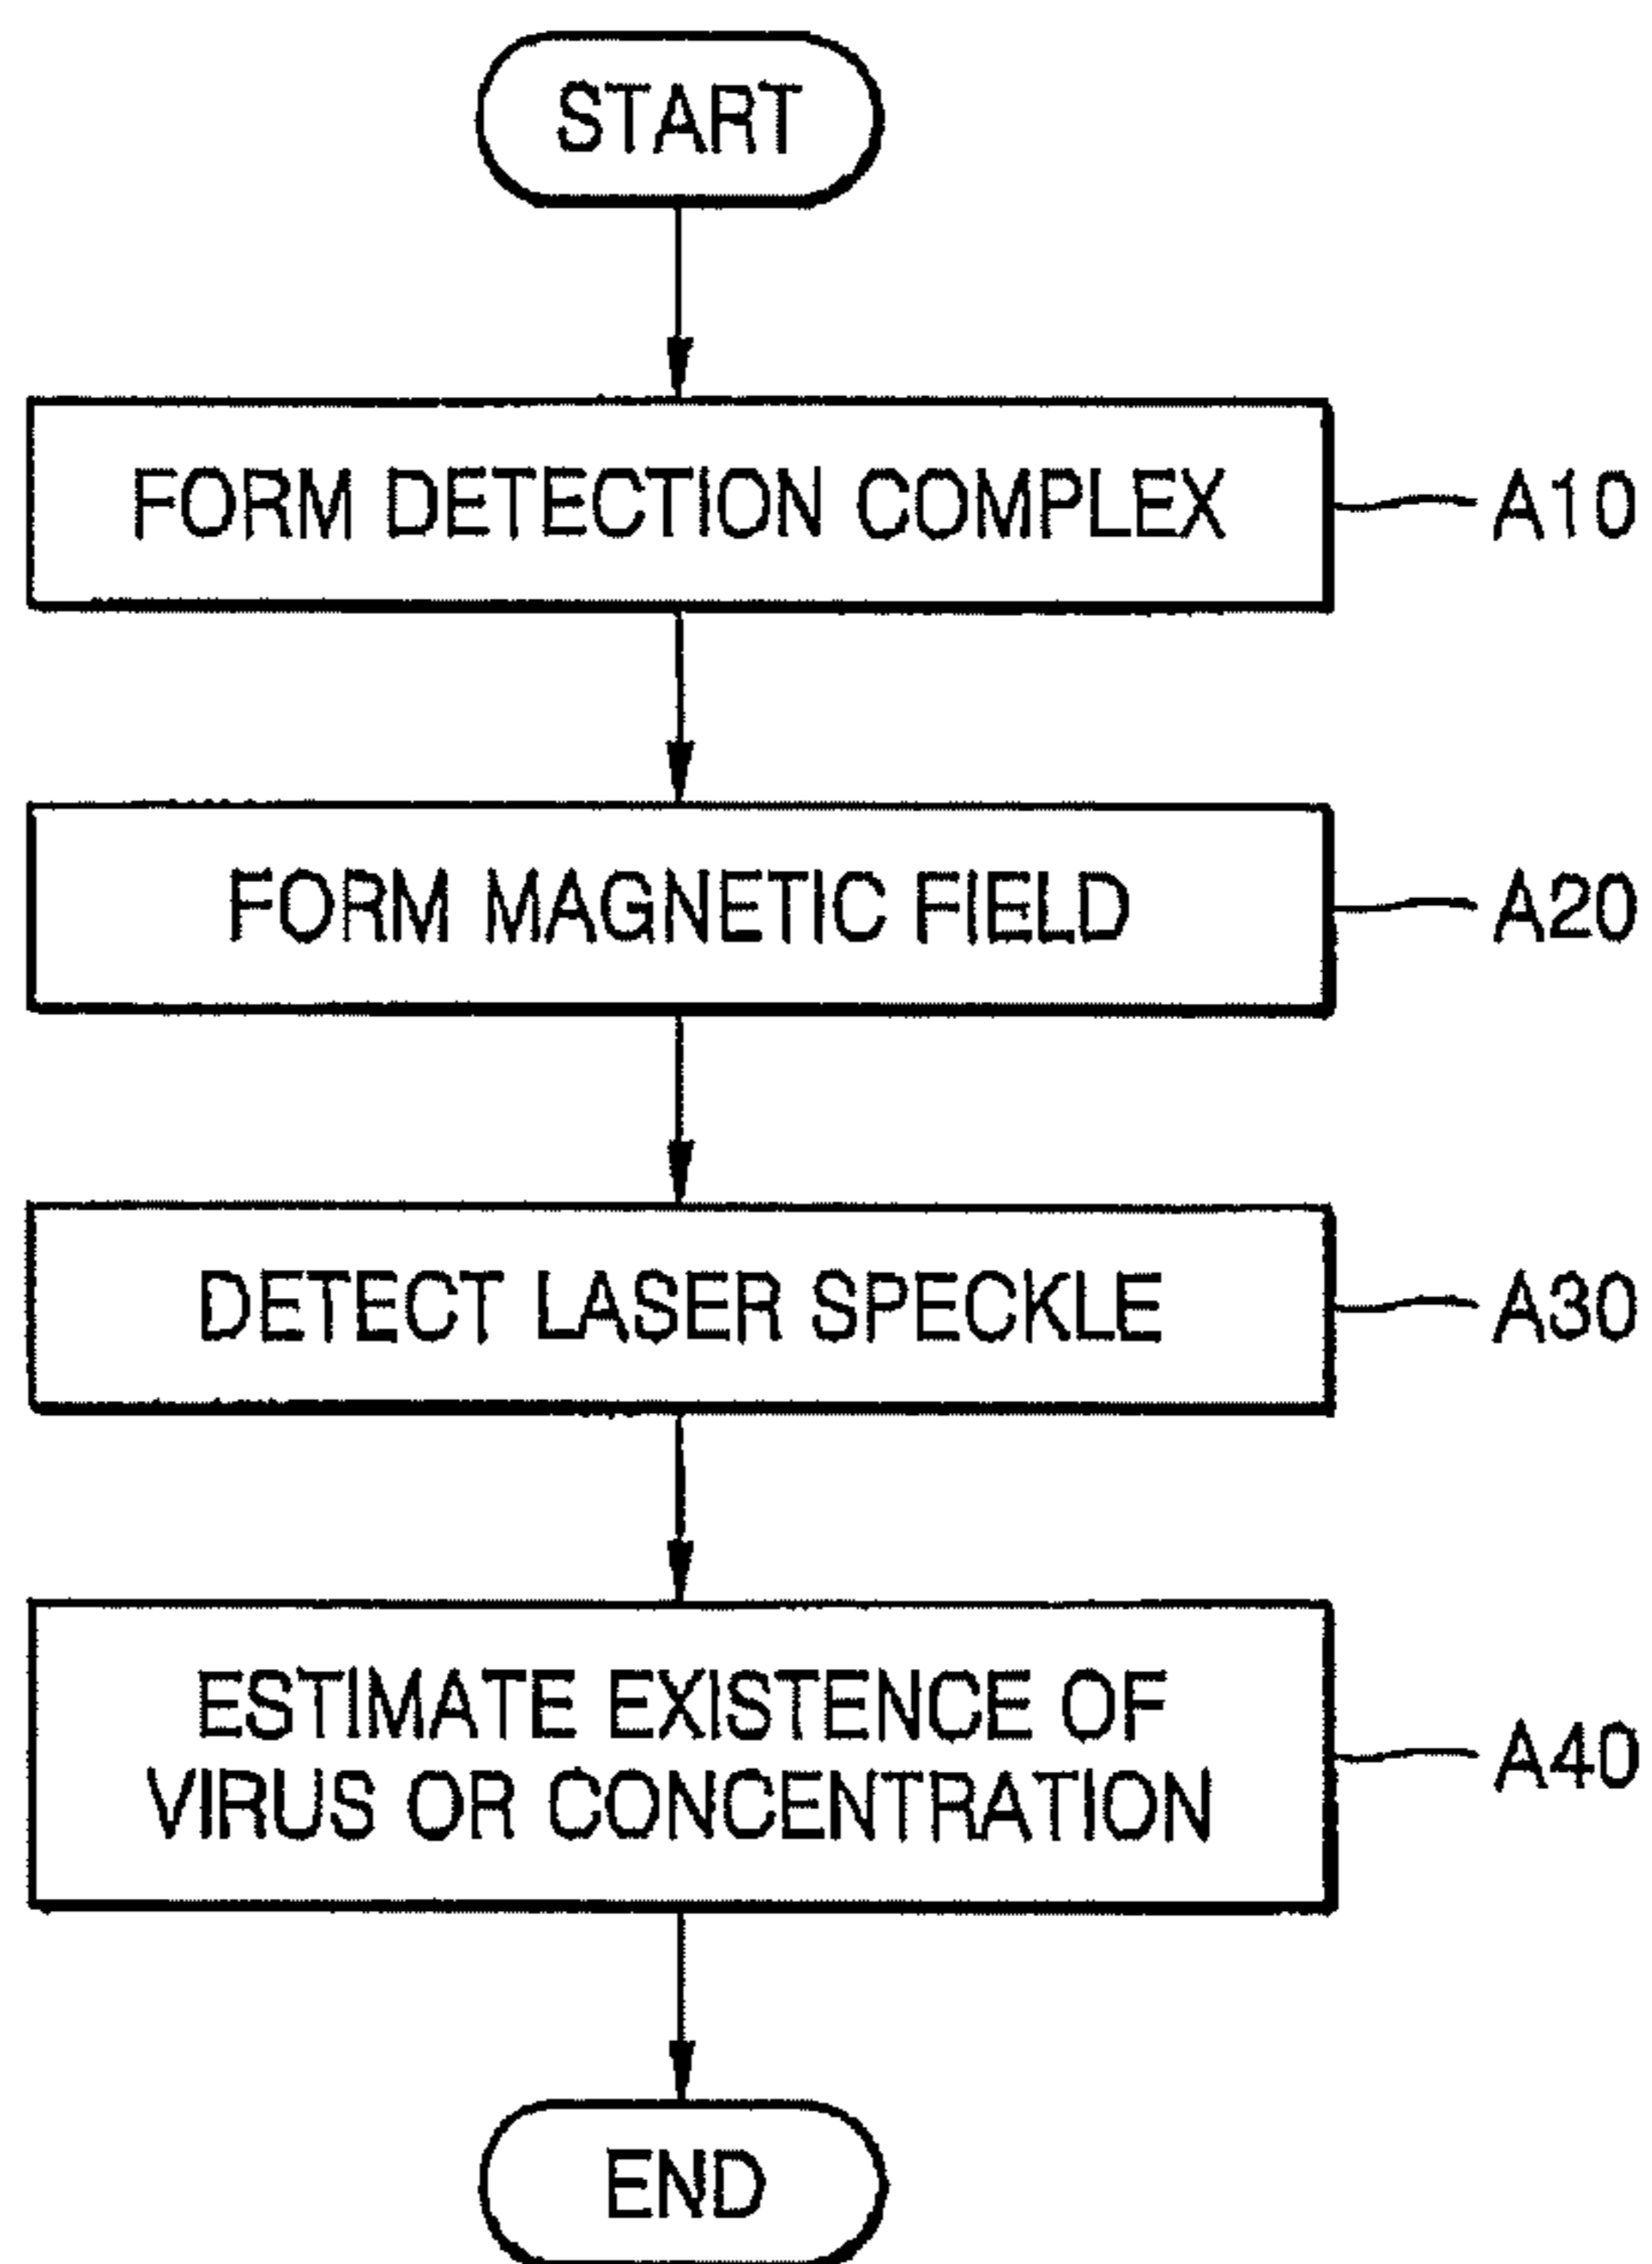 START
FORM DETECTION COMPLEX
A10
FORM MAGNETIC FIELD
A20
DETECT LASER SPECKLE
A30
ESTIMATE EXISTENCE OF
VIRUS OR CONCENTRATION
A40
END